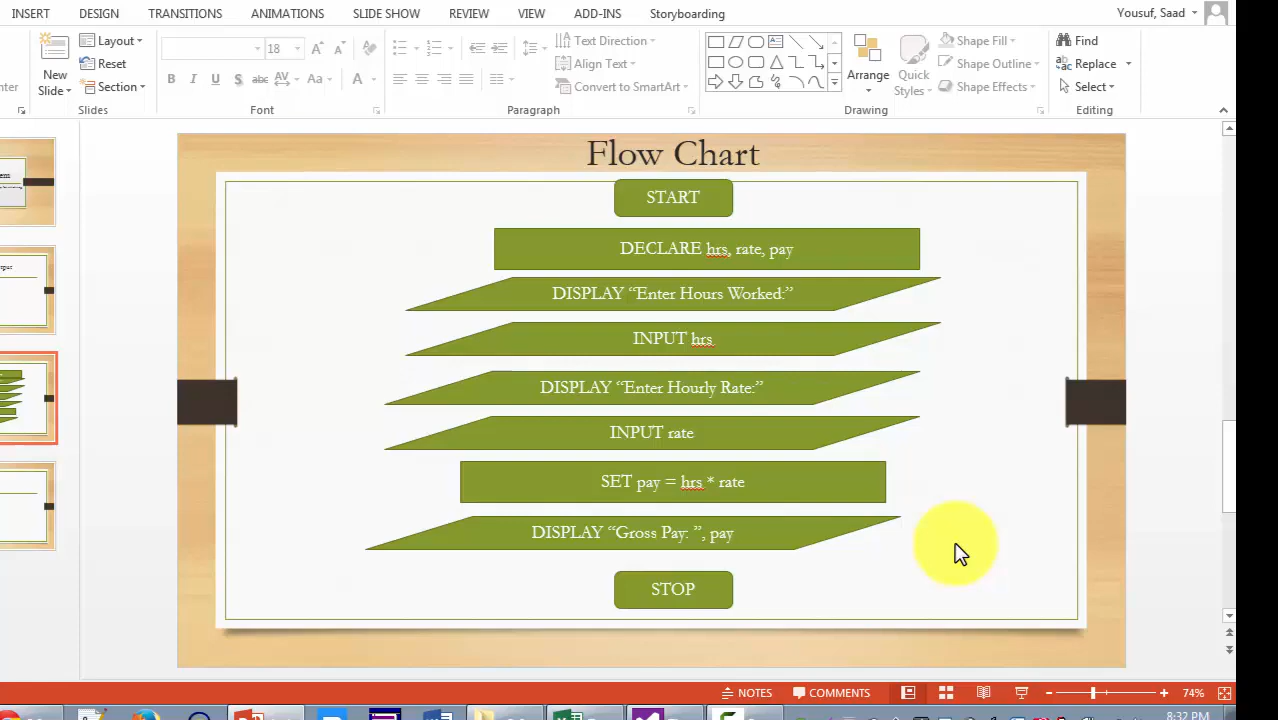 INSERT DESIGN TRANSITIONS ANIMATIONS SLIDE SHOW REVIEW VIEW ADD-INS Storyboarding Yousuf, Saad
Layout 18 Text Direction Shape Fill Find
New Reset Align Text Arrange Quick Shape Outline Replace
Slide Section B I U S abc AV Aa A Convert to SmartArt Styles Shape Effects Select
Slides Font Paragraph Drawing Editing
Flow Chart
START
DECLARE hrs, rate, pay
DISPLAY “Enter Hours Worked:”
INPUT hrs
DISPLAY “Enter Hourly Rate:”
INPUT rate
SET pay = hrs * rate
DISPLAY “Gross Pay: ”, pay
STOP
NOTES COMMENTS 74%
8:32 PM